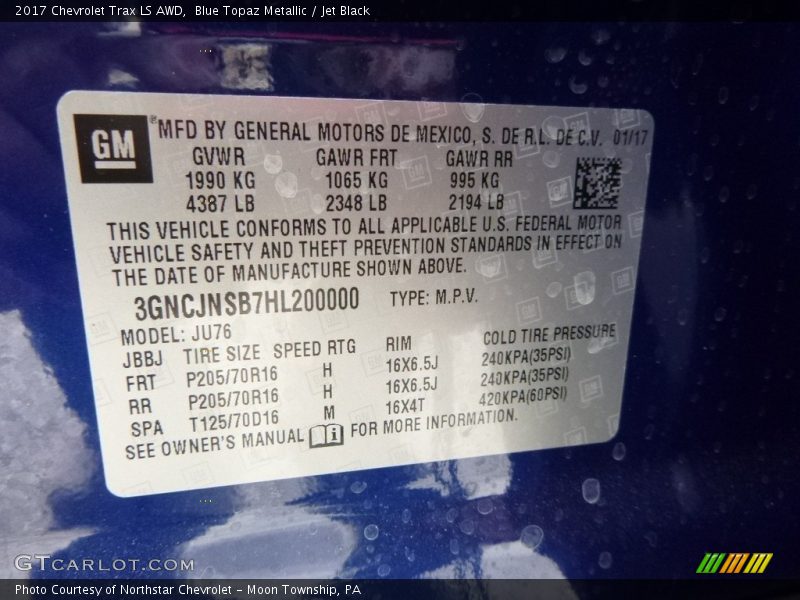 2017 Chevrolet Trax LS AWD,  Blue Topaz Metallic / Jet Black
GM
®MFD BY GENERAL MOTORS DE MEXICO, S. DE R.L. DE C.V. 01/17
GVWR GAWR FRT GAWR RR
1990 KG 1065 KG 995 KG
4387 LB 2348 LB 2194 LB
THIS VEHICLE CONFORMS TO ALL APPLICABLE U.S. FEDERAL MOTOR
VEHICLE SAFETY AND THEFT PREVENTION STANDARDS IN EFFECT ON
THE DATE OF MANUFACTURE SHOWN ABOVE.
3GNCJNSB7HL200000 TYPE: M.P.V.
MODEL: JU76
JBBJ TIRE SIZE SPEED RTG RIM COLD TIRE PRESSURE
FRT P205/70R16 H 16X6.5J 240KPA(35PSI)
RR P205/70R16 H 16X6.5J 240KPA(35PSI)
SPA T125/70D16 M 16X4T 420KPA(60PSI)
SEE OWNER'S MANUAL FOR MORE INFORMATION.
GTCARLOT.COM
Photo Courtesy of Northstar Chevrolet - Moon Township, PA